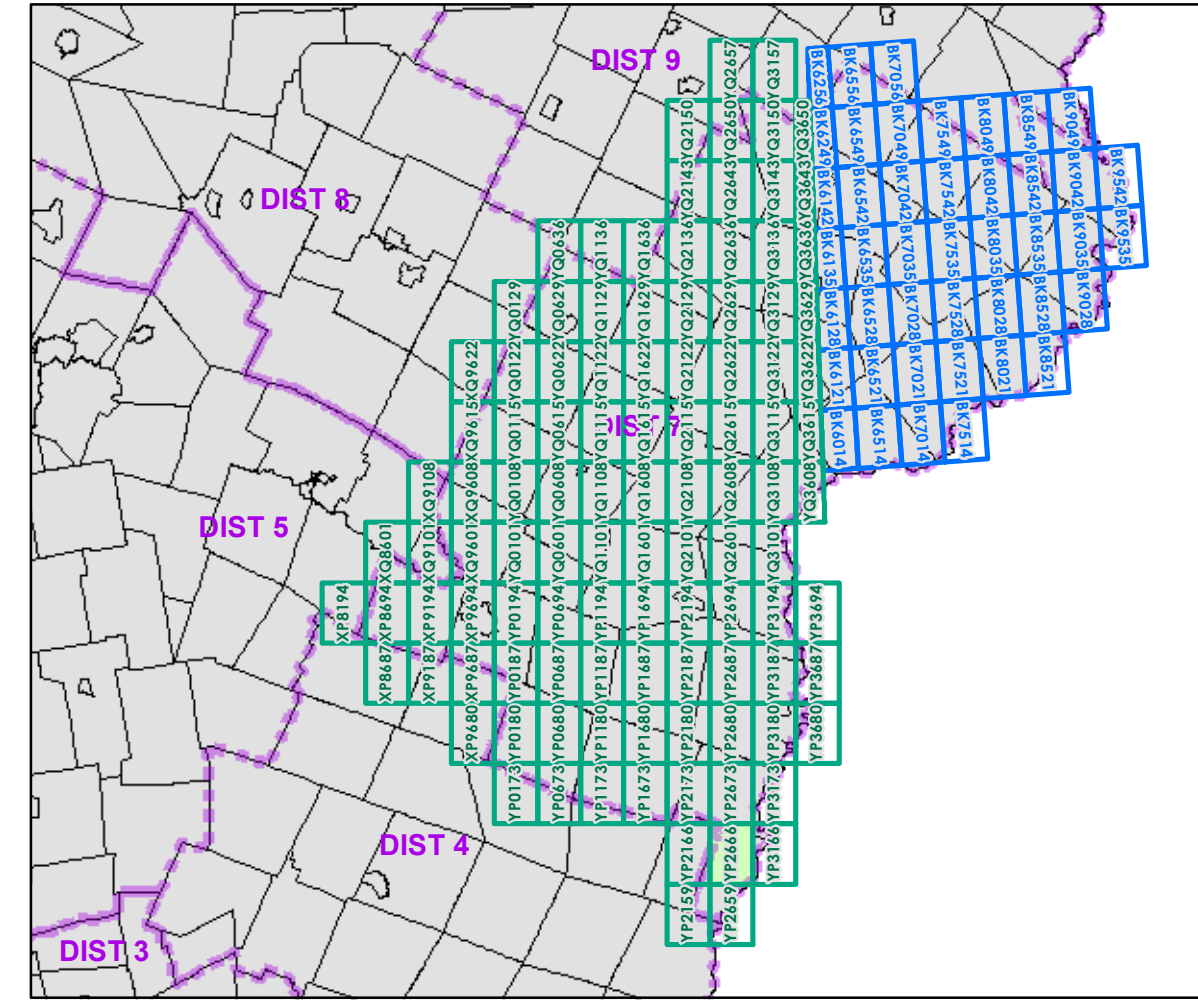 DIST 9
DIST 8
DIST 7
DIST 5
DIST 4
DIST 3
YQ2657 YQ3157
YQ2150 YQ2650 YQ3150 YQ3650
YQ2143 YQ2643 YQ3143 YQ3643
YQ0636 YQ1136 YQ1636 YQ2136 YQ2636 YQ3136 YQ3636
YQ0129 YQ0629 YQ1129 YQ1629 YQ2129 YQ2629 YQ3129 YQ3629
XQ9622 YQ0122 YQ0622 YQ1122 YQ1622 YQ2122 YQ2622 YQ3122 YQ3622
XQ9615 YQ0115 YQ0615 YQ1115 YQ1615 YQ2115 YQ2615 YQ3115 YQ3615
XQ9108 XQ9608 YQ0108 YQ0608 YQ1108 YQ1608 YQ2108 YQ2608 YQ3108 YQ3608
XQ8601 XQ9101 XQ9601 YQ0101 YQ0601 YQ1101 YQ1601 YQ2101 YQ2601 YQ3101
XP8194 XP8694 XP9194 XP9694 YP0194 YP0694 YP1194 YP1694 YP2194 YP2694 YP3194 YP3694
XP8687 XP9187 XP9687 YP0187 YP0687 YP1187 YP1687 YP2187 YP2687 YP3187 YP3687
XP9680 YP0180 YP0680 YP1180 YP1680 YP2180 YP2680 YP3180 YP3680
YP0173 YP0673 YP1173 YP1673 YP2173 YP2673 YP3173
YP2166 YP2666 YP3166
YP2159 YP2659
BK6256 BK6556 BK7056
BK6249 BK6549 BK7049 BK7549 BK8049 BK8549 BK9049
BK6142 BK6542 BK7042 BK7542 BK8042 BK8542 BK9042 BK9542
BK6135 BK6535 BK7035 BK7535 BK8035 BK8535 BK9035 BK9535
BK6128 BK6528 BK7028 BK7528 BK8028 BK8528 BK9028
BK6121 BK6521 BK7021 BK7521 BK8021 BK8521
BK6014 BK6514 BK7014 BK7514